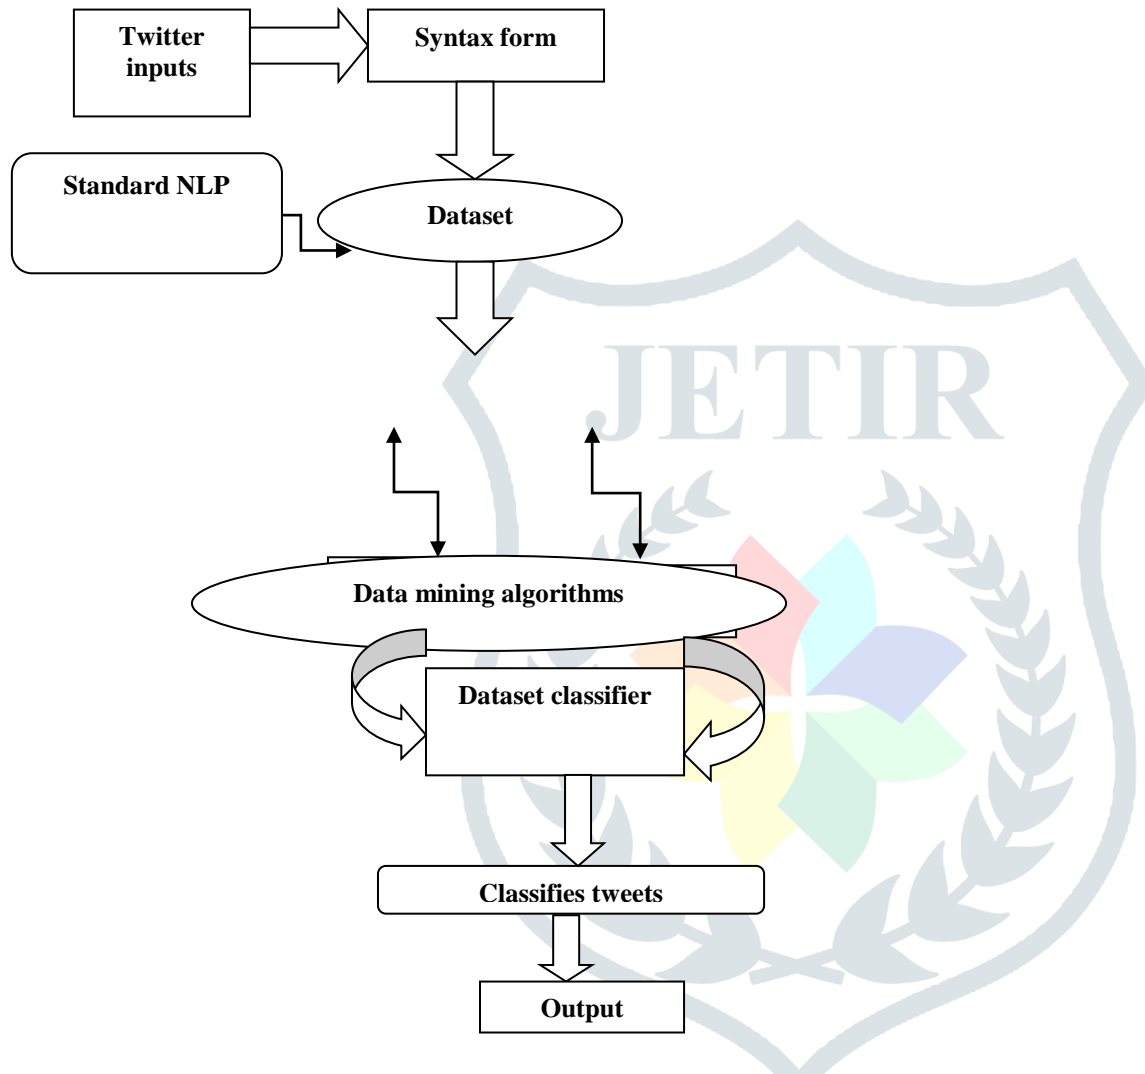 Twitter
inputs
Syntax form
Standard NLP
Dataset
JETIR
Data mining algorithms
Dataset classifier
Classifies tweets
Output